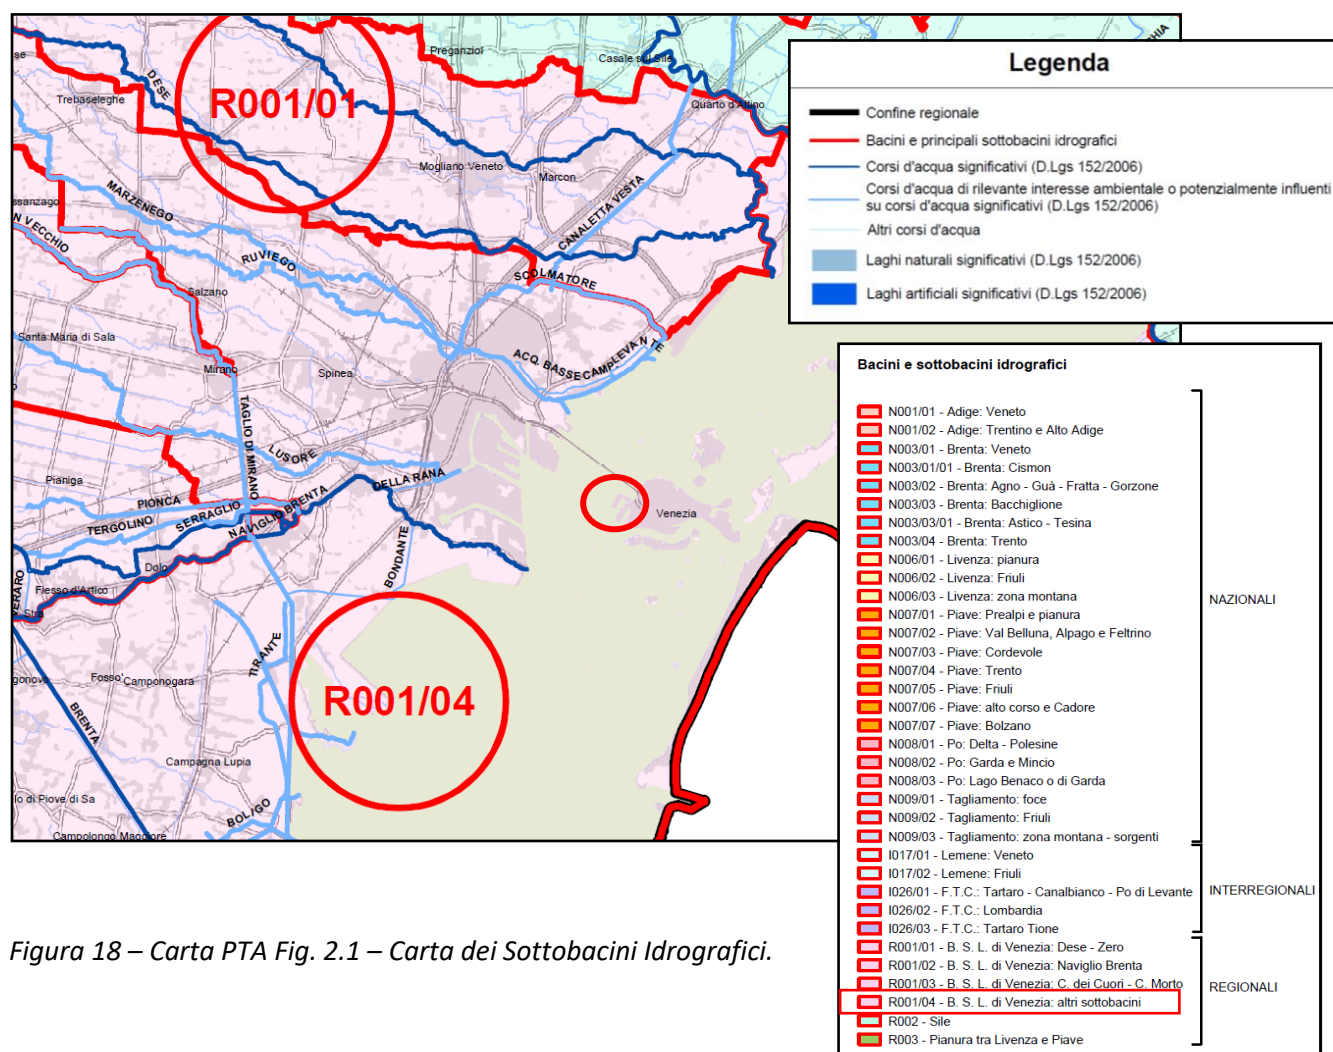 Preganziol
Casale sul Sile
Trebaseleghe
DESE
R001/01
Quarto d'Altino
Mogliano Veneto
Marcon
MARZENEGO
CANALETTA VESTA
N VECCHIO
RUVIEGO
SCOLMATORE
Salzano
Santa Maria di Sala
ACQ. BASSE CAMP. LEVANTE
Mirano
Spinea
TAGLIO DI MIRANO
LUSORE
Pianiga
PIONCA
DELLA RANA
SERRAGLIO
NAVIGLIO BRENTA
Venezia
TERGOLINO
BONDANTE
Dolo
Fiesso d'Artico
VERARO
Stra
TIRANTE
gonovo
Fosso'
Camponogara
R001/04
BRENTA
Campagna Lupia
lo di Piove di Sa
Campolongo Maggiore
Legenda
Confine regionale
Bacini e principali sottobacini idrografici
Corsi d'acqua significativi (D.Lgs 152/2006)
Corsi d'acqua di rilevante interesse ambientale o potenzialmente influenti
su corsi d'acqua significativi (D.Lgs 152/2006)
Altri corsi d'acqua
Laghi naturali significativi (D.Lgs 152/2006)
Laghi artificiali significativi (D.Lgs 152/2006)
Bacini e sottobacini idrografici
N001/01 - Adige: Veneto
N001/02 - Adige: Trentino e Alto Adige
N003/01 - Brenta: Veneto
N003/01/01 - Brenta: Cismon
N003/02 - Brenta: Agno - Guà - Fratta - Gorzone
N003/03 - Brenta: Bacchiglione
N003/03/01 - Brenta: Astico - Tesina
N003/04 - Brenta: Trento
N006/01 - Livenza: pianura
N006/02 - Livenza: Friuli
N006/03 - Livenza: zona montana
N007/01 - Piave: Prealpi e pianura
N007/02 - Piave: Val Belluna, Alpago e Feltrino
N007/03 - Piave: Cordevole
N007/04 - Piave: Trento
N007/05 - Piave: Friuli
N007/06 - Piave: alto corso e Cadore
N007/07 - Piave: Bolzano
N008/01 - Po: Delta - Polesine
N008/02 - Po: Garda e Mincio
N008/03 - Po: Lago Benaco o di Garda
N009/01 - Tagliamento: foce
N009/02 - Tagliamento: Friuli
N009/03 - Tagliamento: zona montana - sorgenti
NAZIONALI
I017/01 - Lemene: Veneto
I017/02 - Lemene: Friuli
I026/01 - F.T.C.: Tartaro - Canalbianco - Po di Levante
I026/02 - F.T.C.: Lombardia
I026/03 - F.T.C.: Tartaro Tione
INTERREGIONALI
R001/01 - B. S. L. di Venezia: Dese - Zero
R001/02 - B. S. L. di Venezia: Naviglio Brenta
R001/03 - B. S. L. di Venezia: C. dei Cuori - C. Morto
R001/04 - B. S. L. di Venezia: altri sottobacini
R002 - Sile
R003 - Pianura tra Livenza e Piave
REGIONALI
Figura 18 – Carta PTA Fig. 2.1 – Carta dei Sottobacini Idrografici.